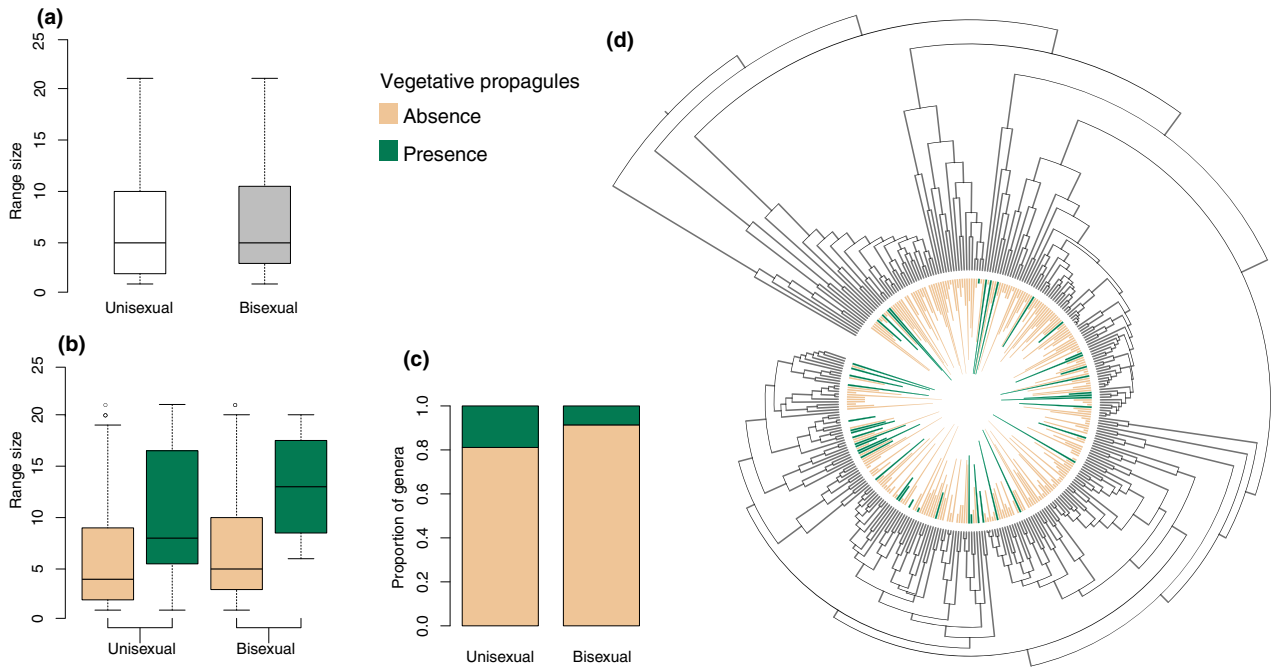 (a)
25
20
15
10
5
0
Range size
Unisexual Bisexual
Vegetative propagules
Absence
Presence
(b)
25
20
15
10
5
0
Range size
Unisexual Bisexual
(c)
1.0
0.8
0.6
0.4
0.2
0.0
Proportion of genera
Unisexual Bisexual
(d)